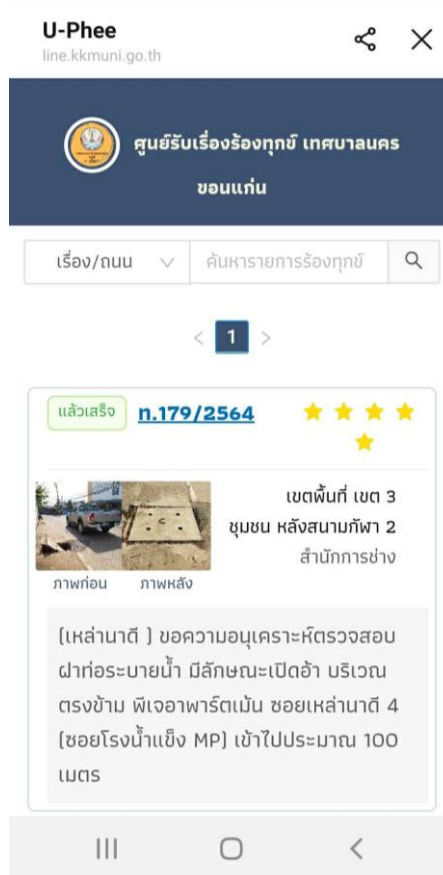 U-Phee
line.kkmuni.go.th
ศูนย์รับเรื่องร้องทุกข์ เทศบาลนคร
ขอนแก่น
เรื่อง/ถนน
ค้นหารายการร้องทุกข์
< 1 >
แล้วเสร็จ
ท.179/2564
เขตพื้นที่ เขต 3
ชุมชน หลังสนามกีฬา 2
สำนักการช่าง
ภาพก่อน
ภาพหลัง
(เหล่านาดี ) ขอความอนุเคราะห์ตรวจสอบ
ฝาท่อระบายน้ำ มีลักษณะเปิดอ้า บริเวณ
ตรงข้าม พีเจอาพาร์ตเม้น ซอยเหล่านาดี 4
(ซอยโรงน้ำแข็ง MP) เข้าไปประมาณ 100
เมตร